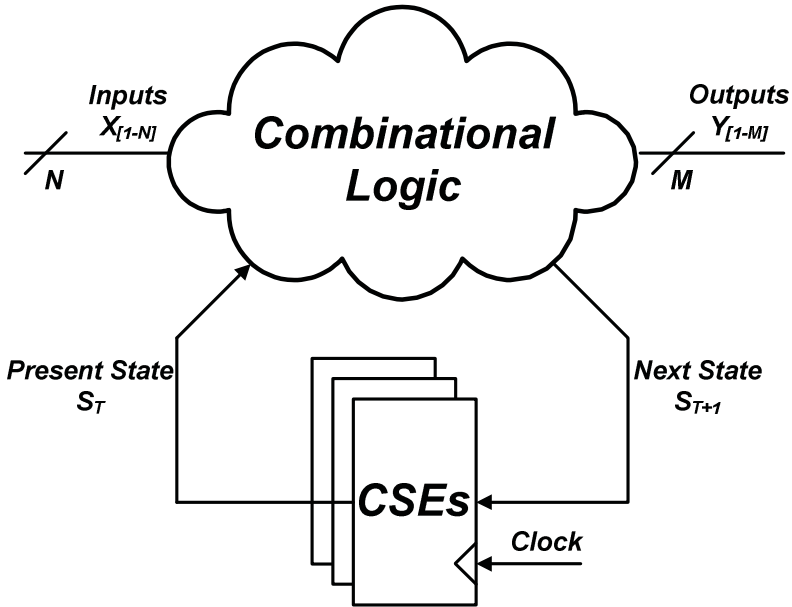 Inputs
X[1-N]
N
Combinational
Logic
Outputs
Y[1-M]
M
Present State
ST
Next State
ST+1
CSEs
Clock